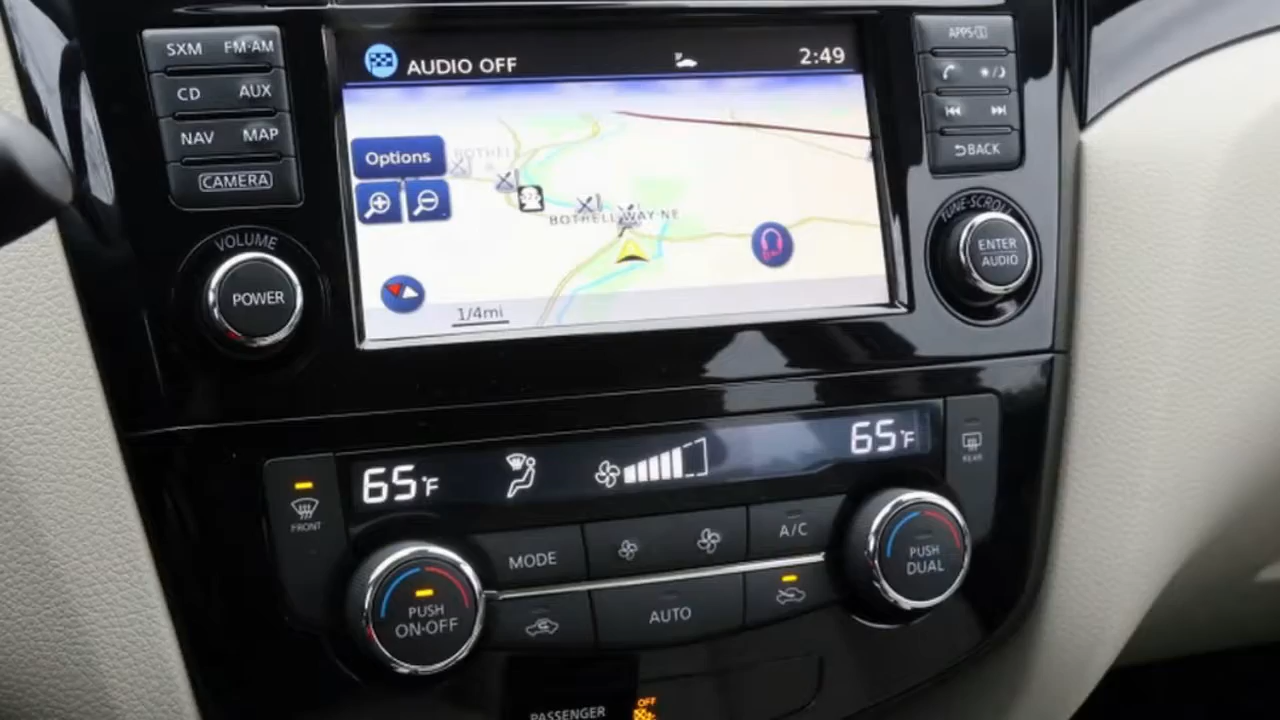 SXM FM·AM
CD AUX
NAV MAP
CAMERA
VOLUME
POWER
AUDIO OFF
2:49
Options
BOTHELL
522
BOTHELL WAY NE
1/4mi
APPS·i
BACK
TUNE·SCROLL
ENTER
AUDIO
65°F
65°F
FRONT
REAR
MODE
A/C
AUTO
PUSH
ON·OFF
PUSH
DUAL
PASSENGER
OFF